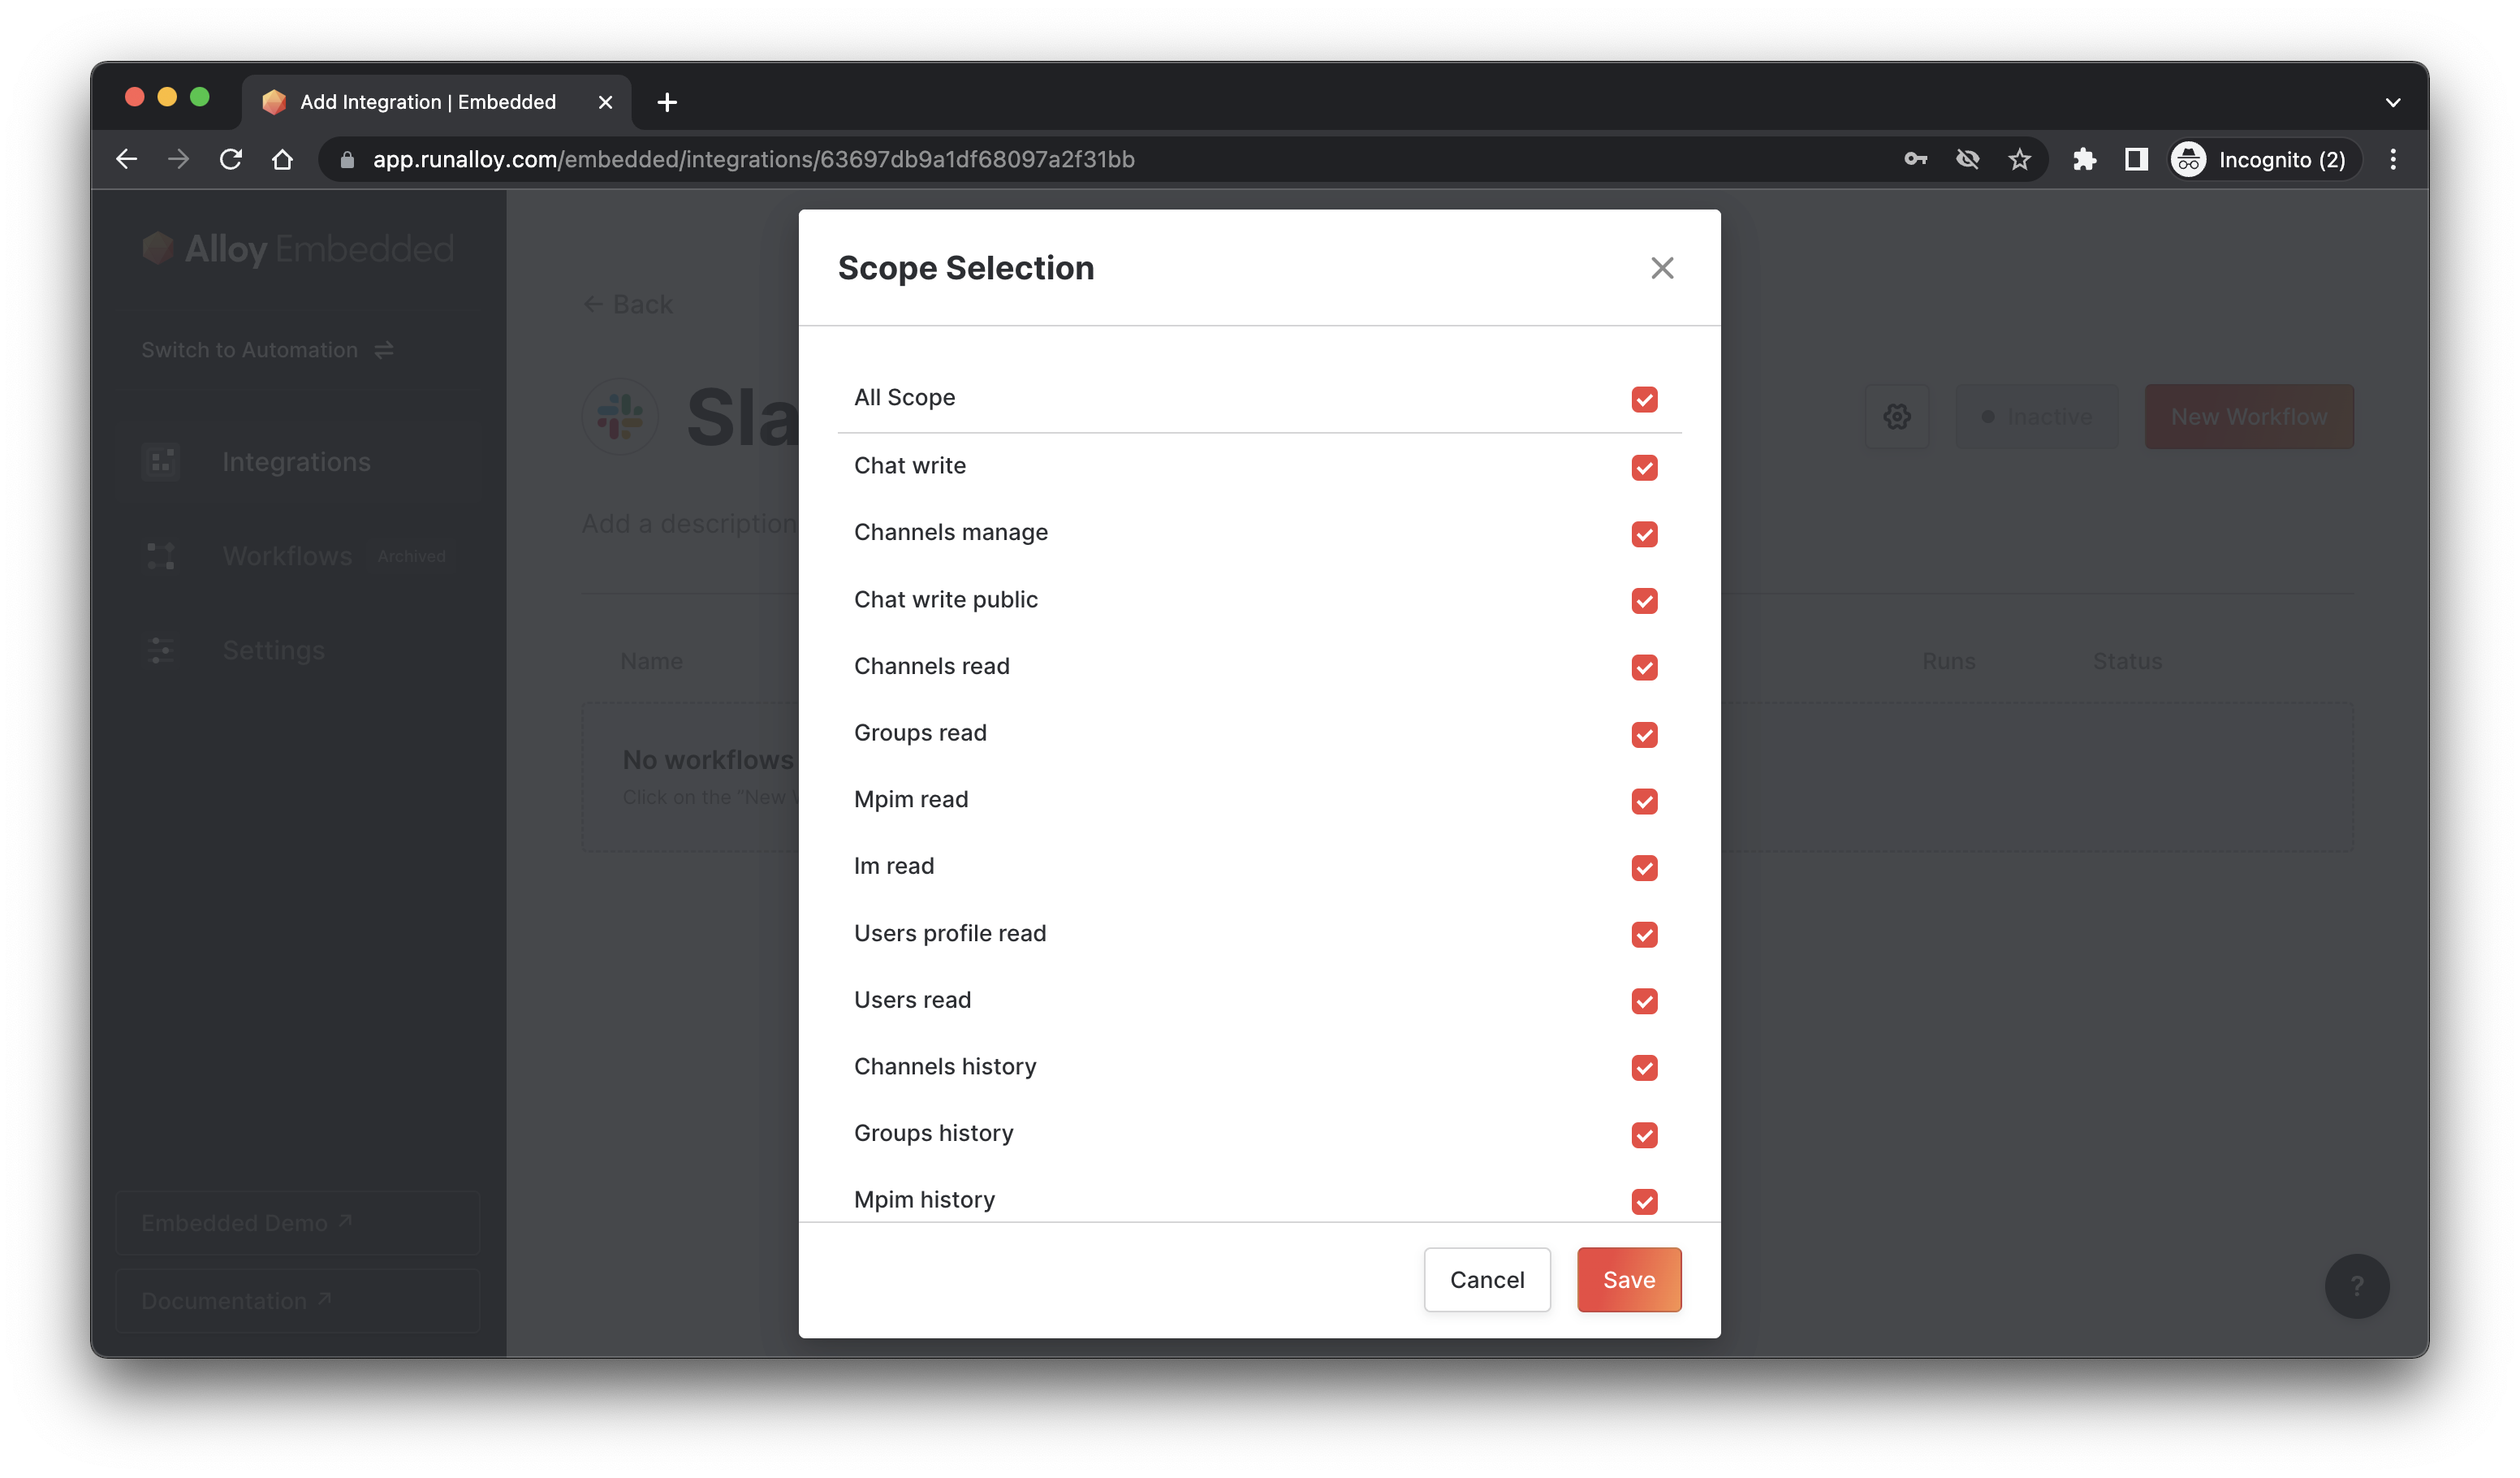 Add Integration | Embedded
app.runalloy.com/embedded/integrations/63697db9a1df68097a2f31bb
Incognito (2)
Alloy Embedded
Switch to Automation
Integrations
Workflows Archived
Settings
Embedded Demo
Documentation
Back
Sla
Inactive
New Workflow
Add a description
Name
Runs
Status
No workflows
Click on the "New
Scope Selection
All Scope
Chat write
Channels manage
Chat write public
Channels read
Groups read
Mpim read
Im read
Users profile read
Users read
Channels history
Groups history
Mpim history
Cancel
Save
?